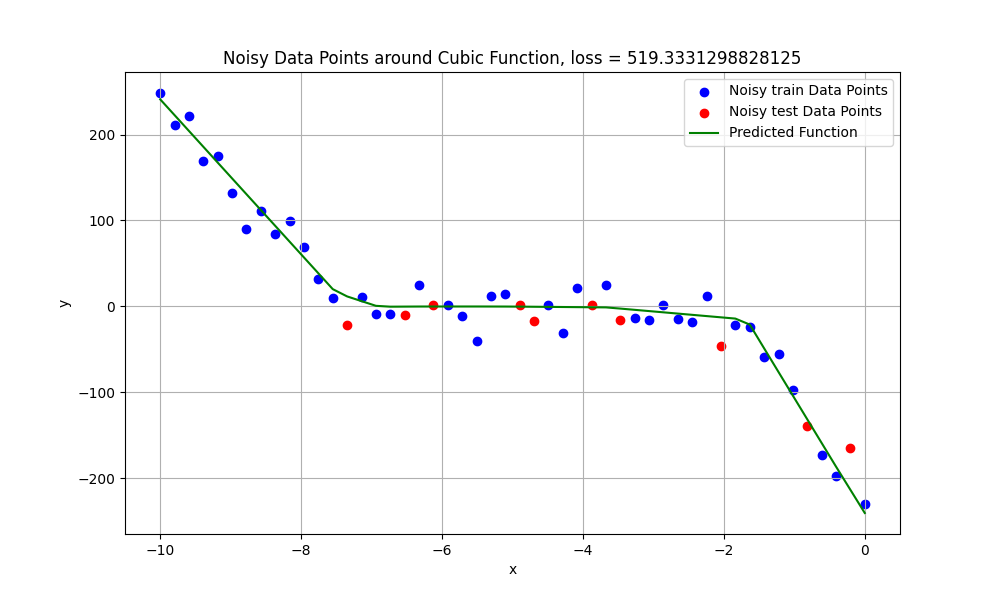 Noisy Data Points around Cubic Function, loss = 519.3331298828125
Noisy train Data Points
Noisy test Data Points
Predicted Function
200
100
0
−100
−200
y
−10
−8
−6
−4
−2
0
x